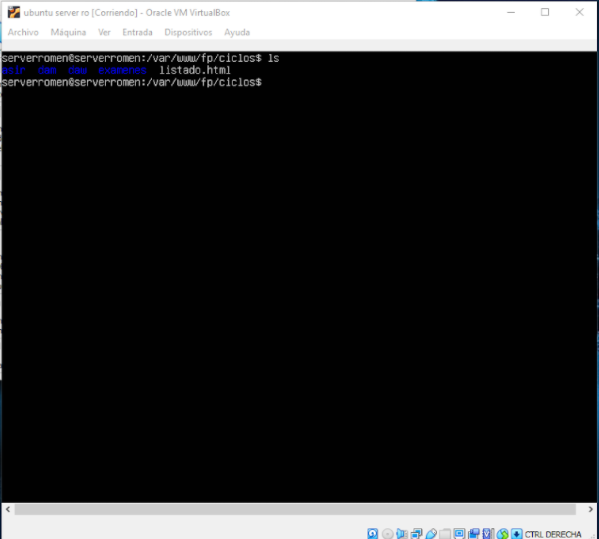 ubuntu server ro [Corriendo] - Oracle VM VirtualBox
Archivo Máquina Ver Entrada Dispositivos Ayuda
serverromen@serverromen:/var/www/fp/ciclos$ ls
asir dam daw examenes listado.html
serverromen@serverromen:/var/www/fp/ciclos$
CTRL DERECHA